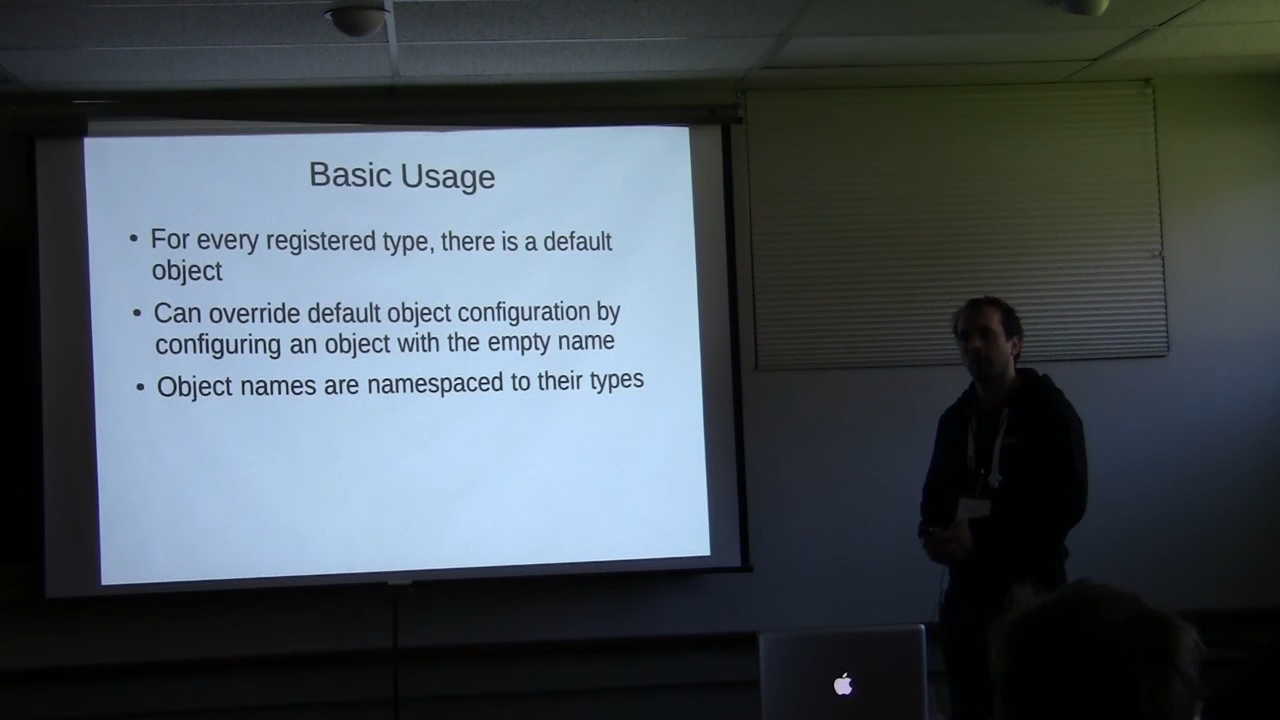 Basic Usage
• For every registered type, there is a default
object
• Can override default object configuration by
configuring an object with the empty name
• Object names are namespaced to their types